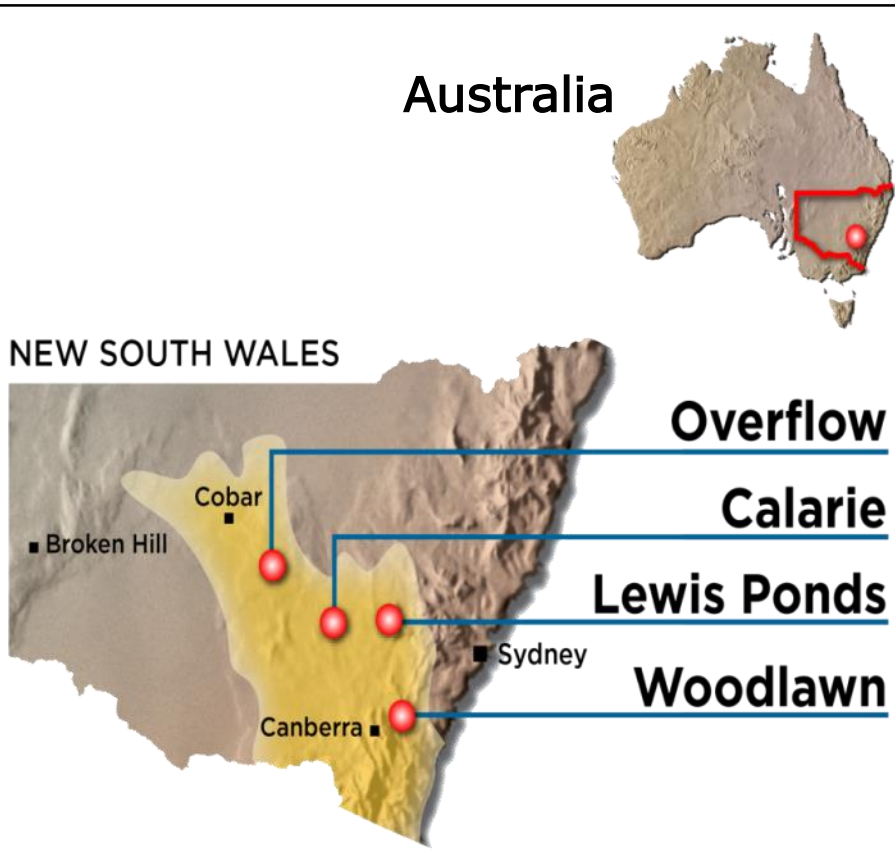 Australia
NEW SOUTH WALES
Overflow
Cobar
Calarie
Broken Hill
Lewis Ponds
Sydney
Woodlawn
Canberra